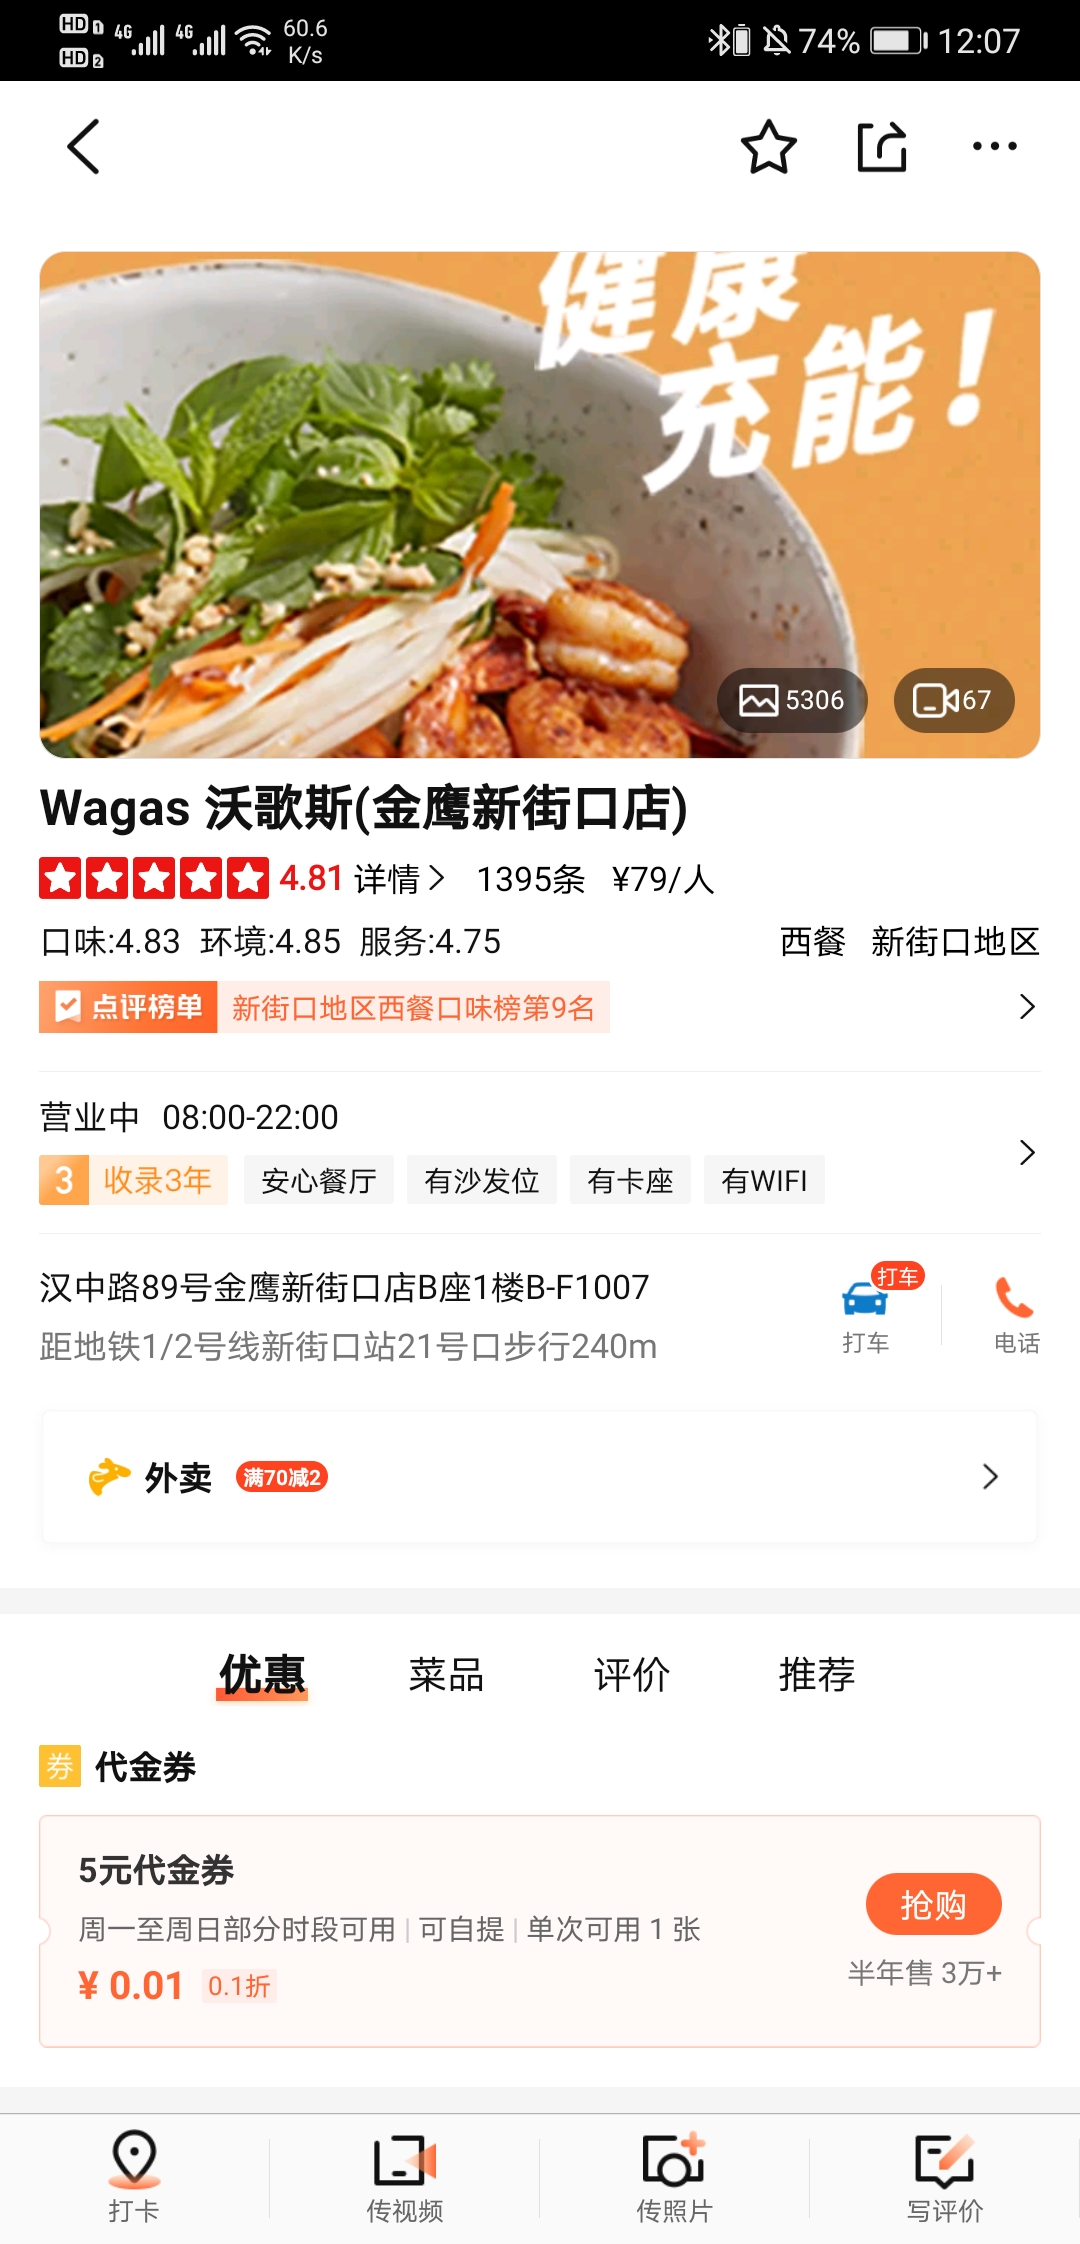 HD 1 4G 4G 60.6 K/s 74% 12:07
HD 2
健康
充能！
5306 67
Wagas 沃歌斯(金鹰新街口店)
4.81 详情 1395条 ¥79/人
口味:4.83 环境:4.85 服务:4.75 西餐 新街口地区
点评榜单 新街口地区西餐口味榜第9名
营业中 08:00-22:00
3 收录3年 安心餐厅 有沙发位 有卡座 有WIFI
汉中路89号金鹰新街口店B座1楼B-F1007
打车
距地铁1/2号线新街口站21号口步行240m
打车 电话
外卖 满70减2
优惠 菜品 评价 推荐
券 代金券
5元代金券
抢购
周一至周日部分时段可用 | 可自提 | 单次可用 1 张
¥ 0.01 0.1折
半年售 3万+
打卡 传视频 传照片 写评价